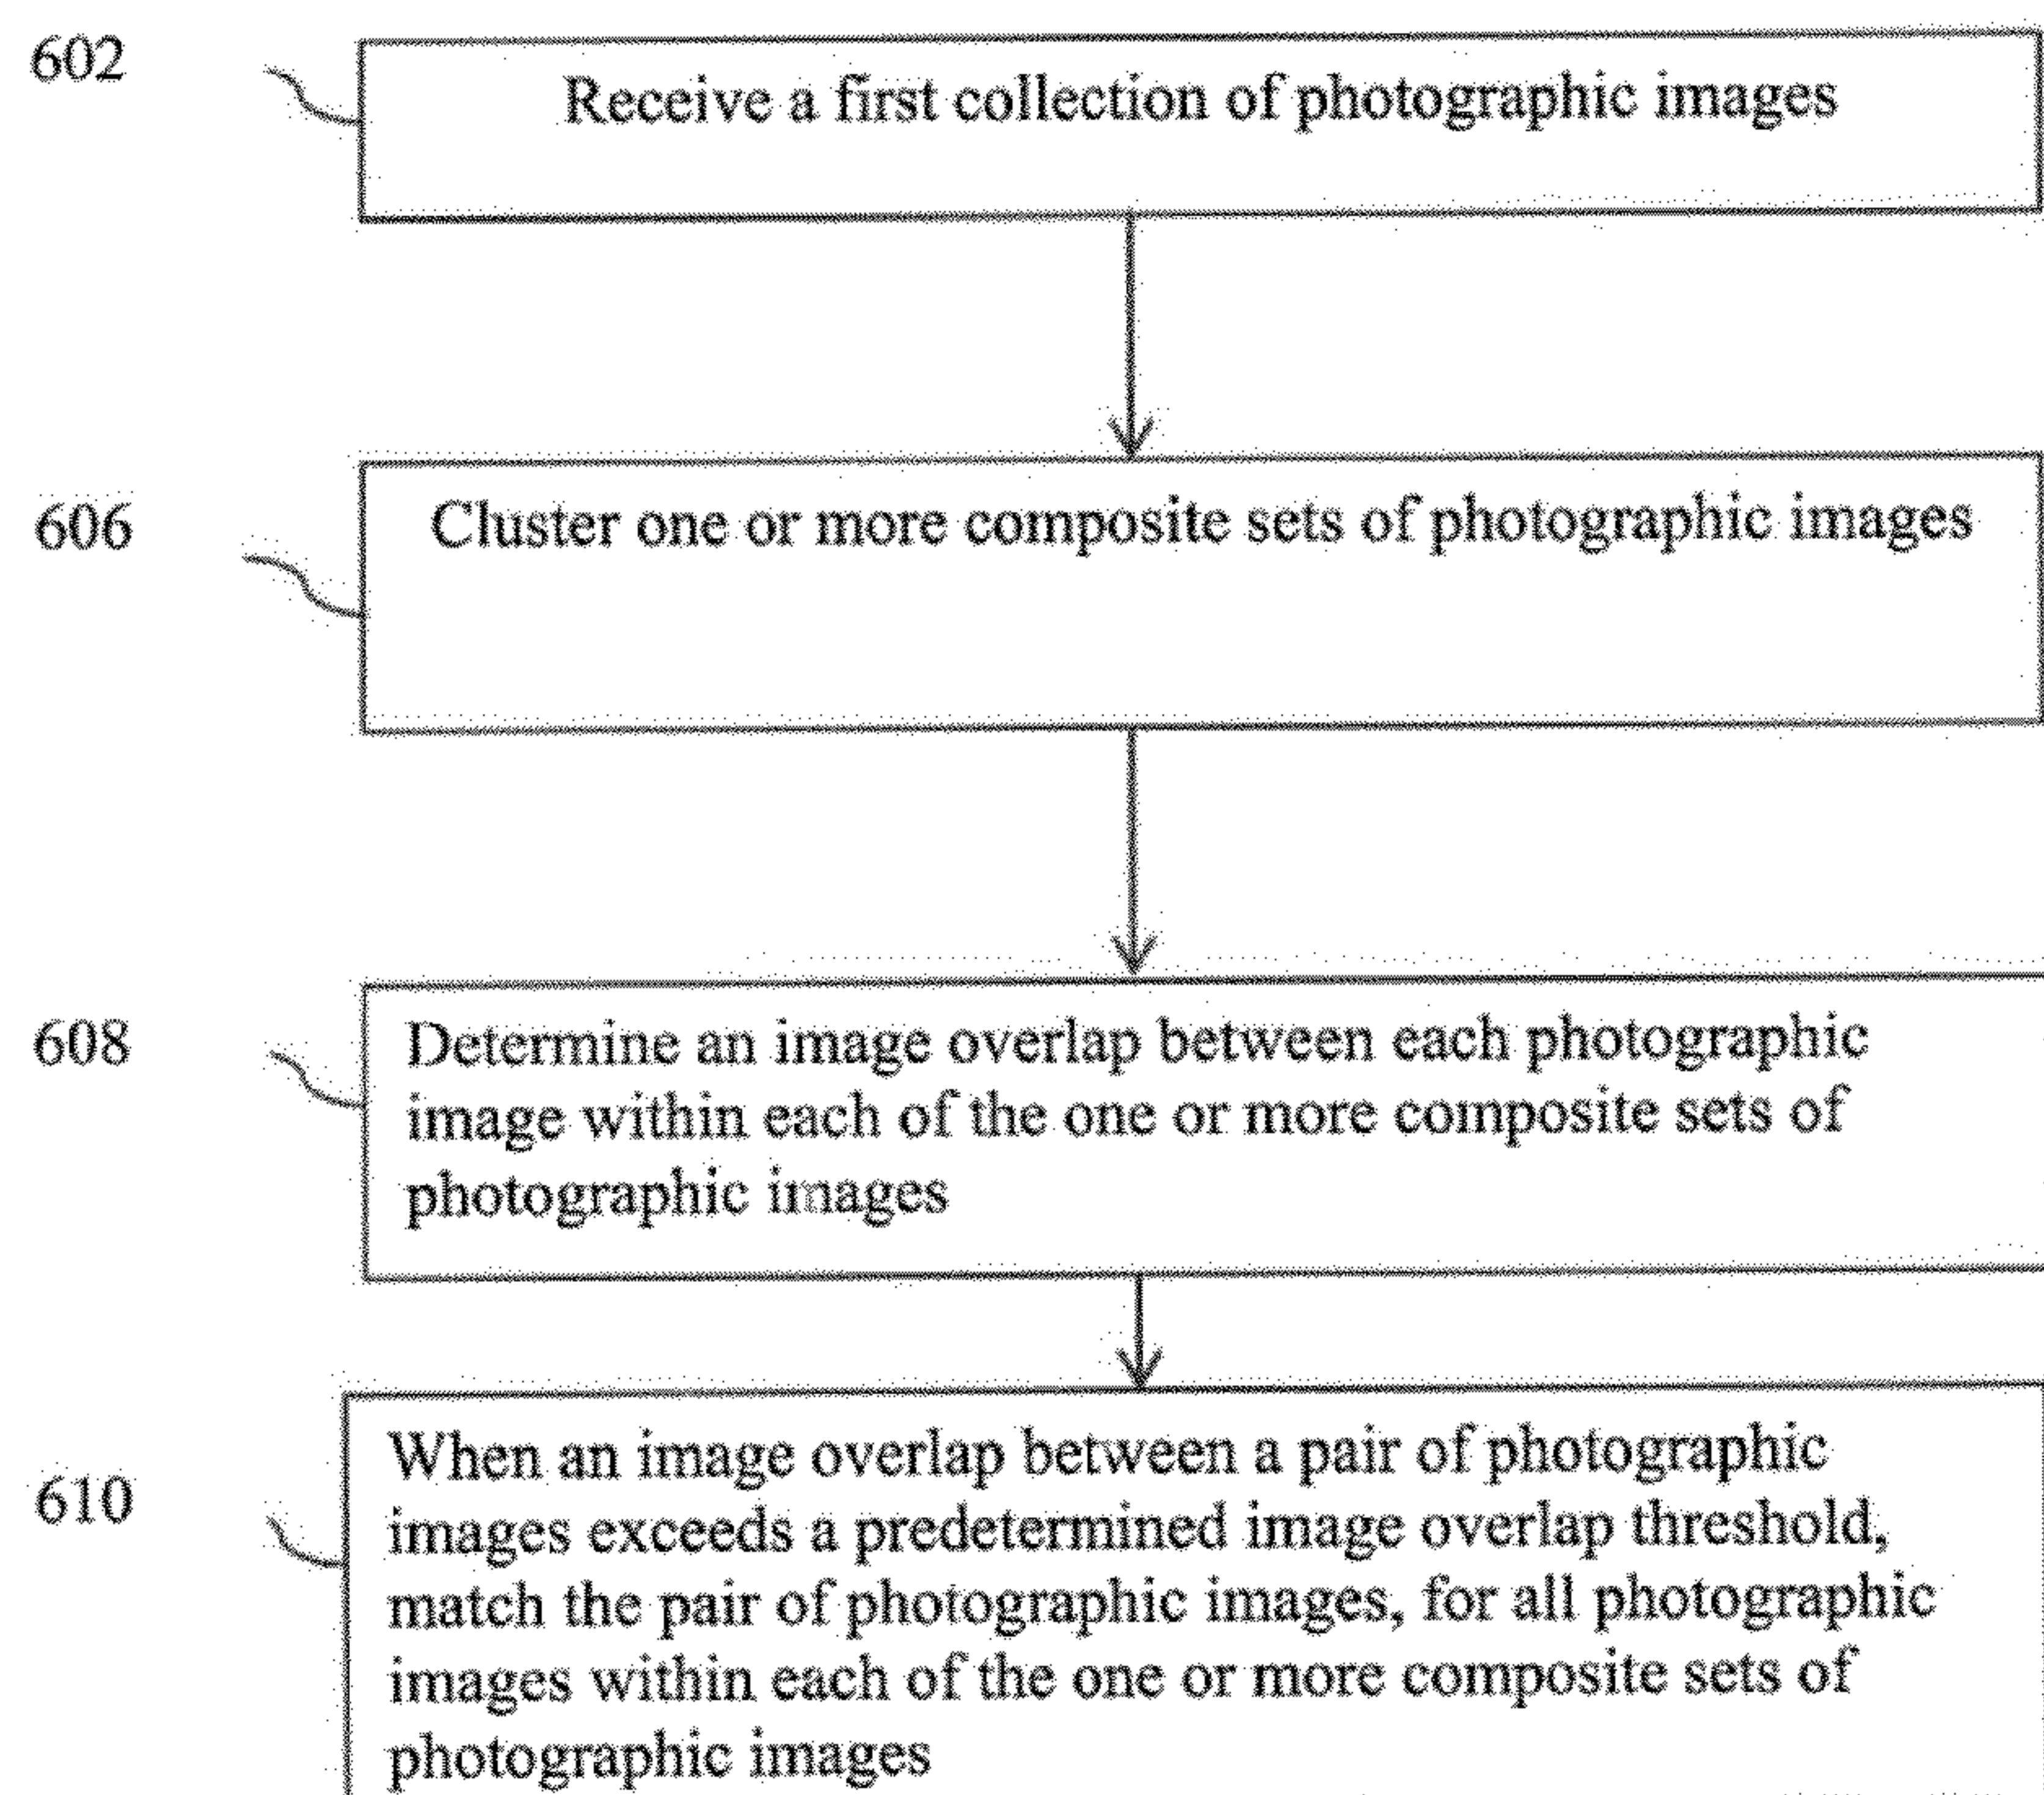 602
Receive a first collection of photographic images
606
Cluster one or more composite sets of photographic images
608
Determine an image overlap between each photographic
image within each of the one or more composite sets of
photographic images
610
When an image overlap between a pair of photographic
images exceeds a predetermined image overlap threshold,
match the pair of photographic images, for all photographic
images within each of the one or more composite sets of
photographic images